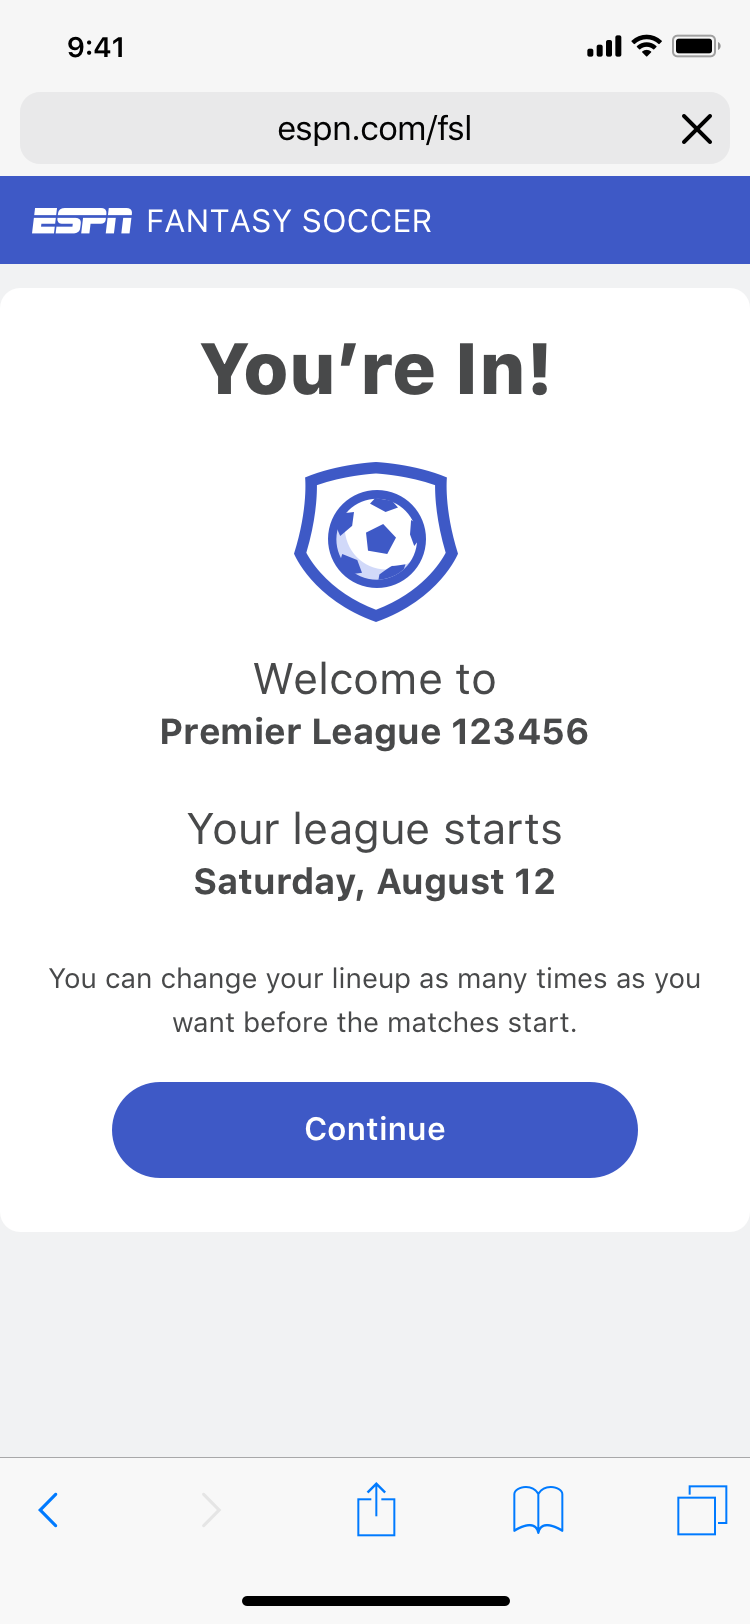 9:41
espn.com/fsl
ESPN FANTASY SOCCER
You’re In!
Welcome to
Premier League 123456
Your league starts
Saturday, August 12
You can change your lineup as many times as you
want before the matches start.
Continue